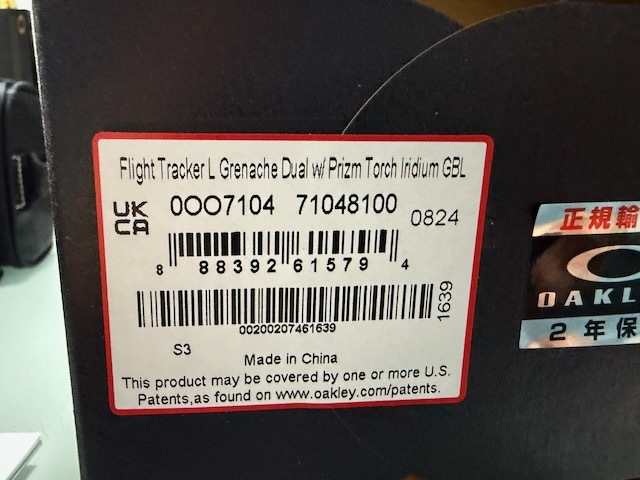 Flight Tracker L Grenache Dual w/ Prizm Torch Iridium GBL
UK
CA
0OO7104 71048100 0824
8 88392 61579 4
00200207461639
1639
S3
Made in China
This product may be covered by one or more U.S.
Patents,as found on www.oakley.com/patents.
正規輸
OAKL
2年保